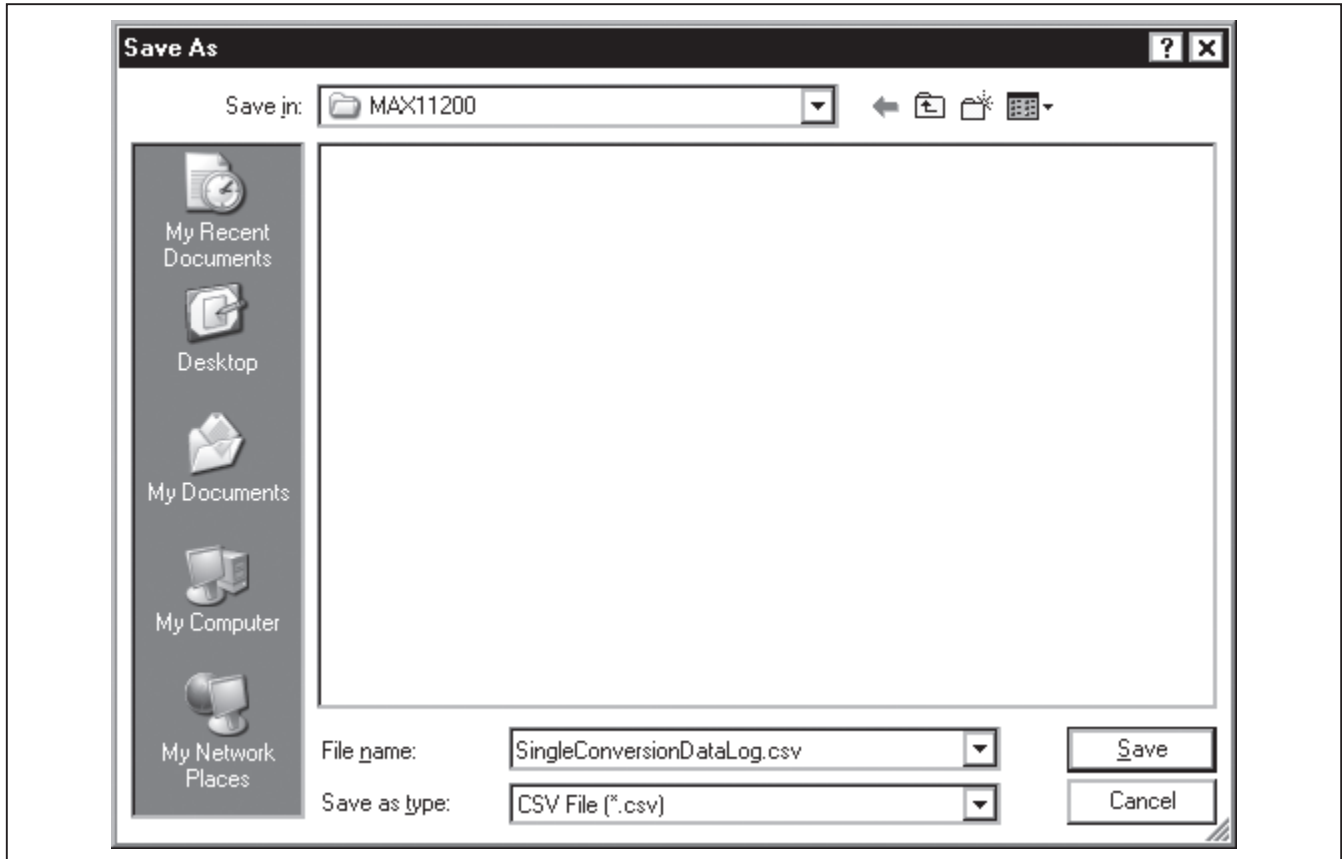 Save As
? X
Save in: MAX11200
My Recent
Documents
Desktop
My Documents
My Computer
My Network
Places
File name: SingleConversionDataLog.csv
Save
Save as type: CSV File (*.csv)
Cancel